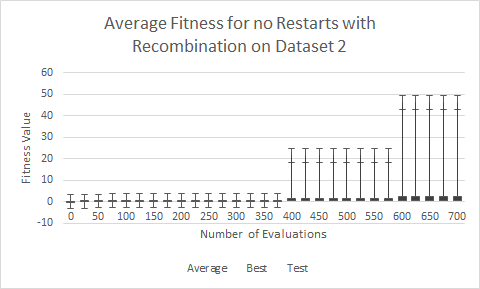 Average Fitness for no Restarts with
Recombination on Dataset 2
60
50
40
30
20
10
0
-10
Fitness Value
0 50 100 150 200 250 300 350 400 450 500 550 600 650 700
Number of Evaluations
Average Best Test